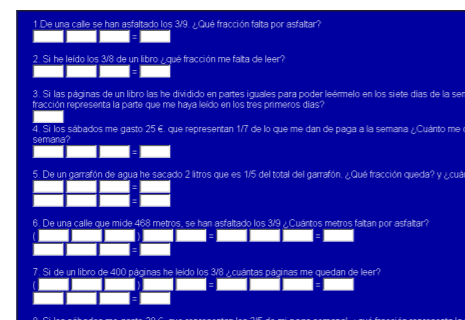 1.De una calle se han asfaltado los 3/9. ¿Qué fracción falta por asfaltar?
=
2. Si he leído los 3/8 de un libro ¿qué fracción me falta de leer?
=
3. Si las páginas de un libro las he dividido en partes iguales para poder leérmelo en los siete días de la
fracción representa la parte que me haya leído en los tres primeros días?
4. Si los sábados me gasto 25 €. que representan 1/7 de lo que me dan de paga a la semana ¿Cuánto me
semana?
=
5. De un garrafón de agua he sacado 2 litros que es 1/5 del total del garrafón. ¿Qué fracción queda? y
=
=
6. De una calle que mide 468 metros, se han asfaltado los 3/9 ¿Cuántos metros faltan por asfaltar?
( ) = =
=
7. Si de un libro de 400 páginas he leído los 3/8 ¿cuántas páginas me quedan de leer?
( ) = =
=